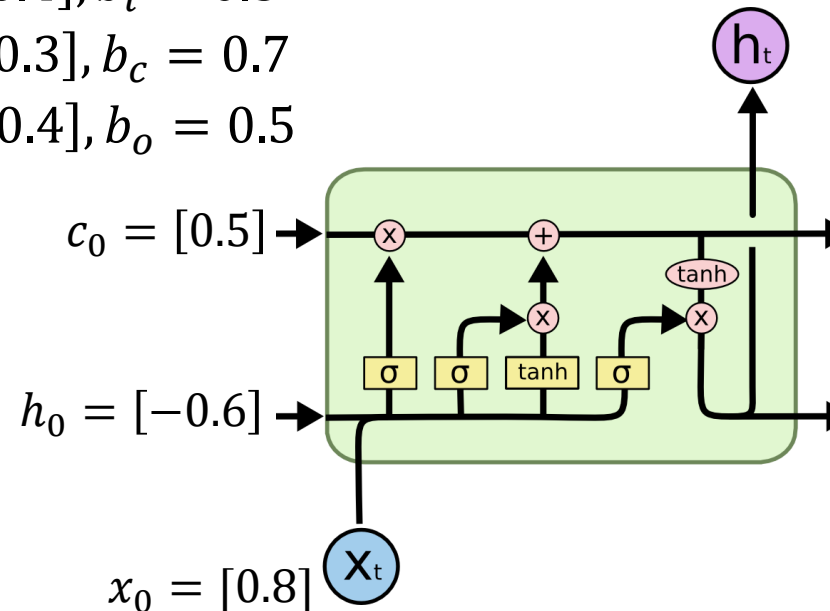 0.3], b_c = 0.7
0.4], b_o = 0.5
h_t
c_0 = [0.5]
x
+
tanh
x
x
σ
σ
tanh
σ
h_0 = [−0.6]
x_0 = [0.8]
X_t